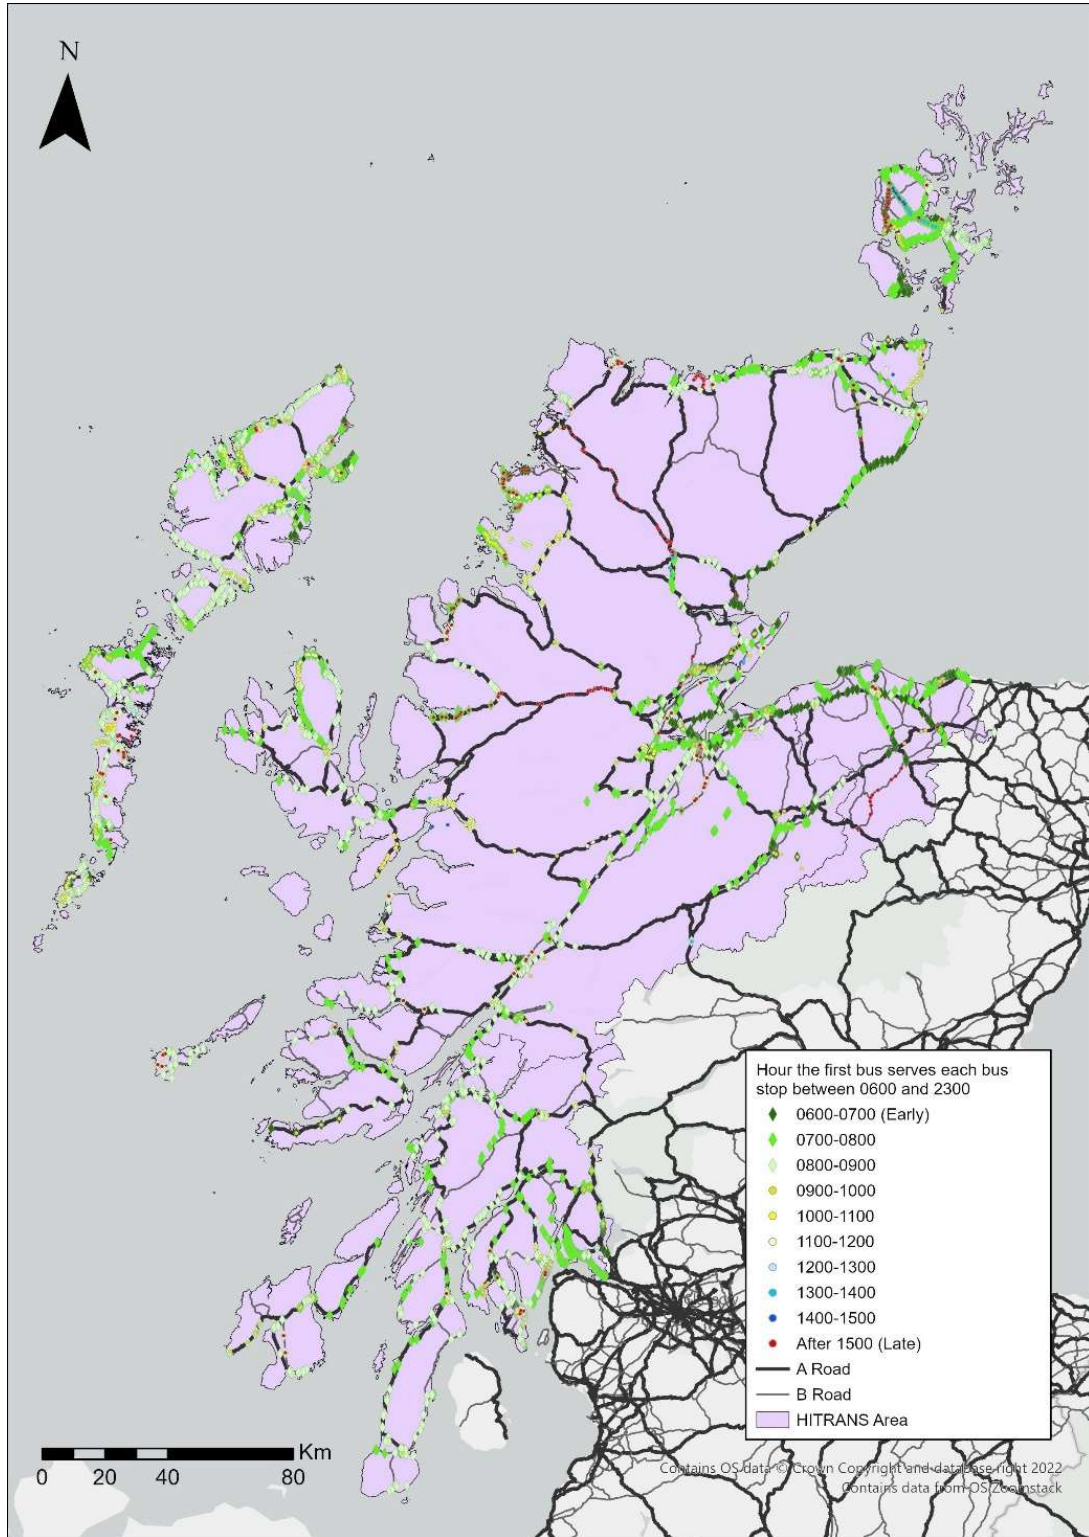 N
Hour the first bus serves each bus
stop between 0600 and 2300
0600-0700 (Early)
0700-0800
0800-0900
0900-1000
1000-1100
1100-1200
1200-1300
1300-1400
1400-1500
After 1500 (Late)
A Road
B Road
HITRANS Area
Km
0 20 40 80
Contains OS data © Crown Copyright and database right 2022
Contains data from OS Zoomstack